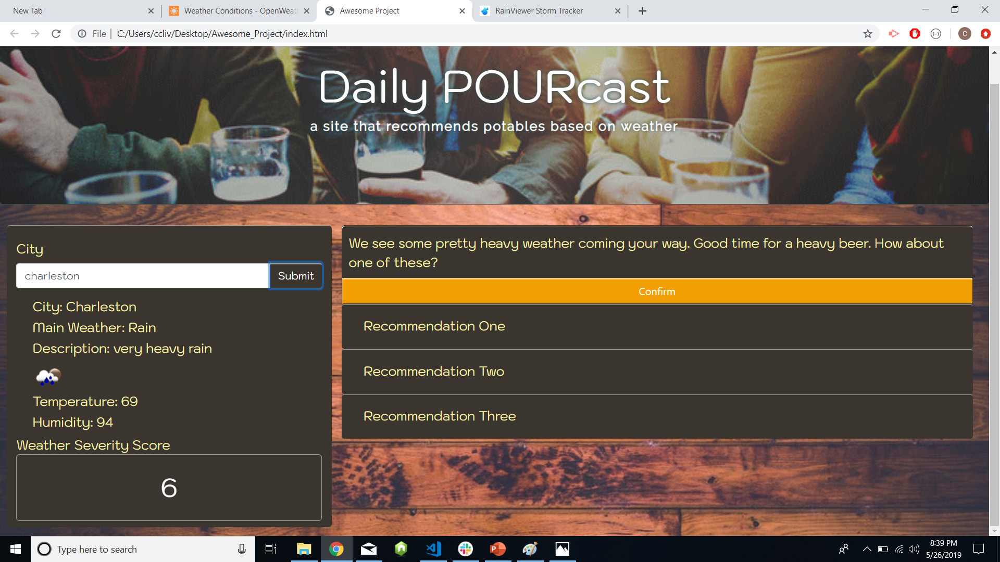 New Tab
Weather Conditions - OpenWeat
Awesome Project
RainViewer Storm Tracker
File
C:/Users/ccliv/Desktop/Awesome_Project/index.html
C
Daily POURcast
a site that recommends potables based on weather
City
charleston
Submit
City: Charleston
Main Weather: Rain
Description: very heavy rain
Temperature: 69
Humidity: 94
Weather Severity Score
6
We see some pretty heavy weather coming your way. Good time for a heavy beer. How about
one of these?
Confirm
Recommendation One
Recommendation Two
Recommendation Three
Type here to search
8:39 PM
5/26/2019